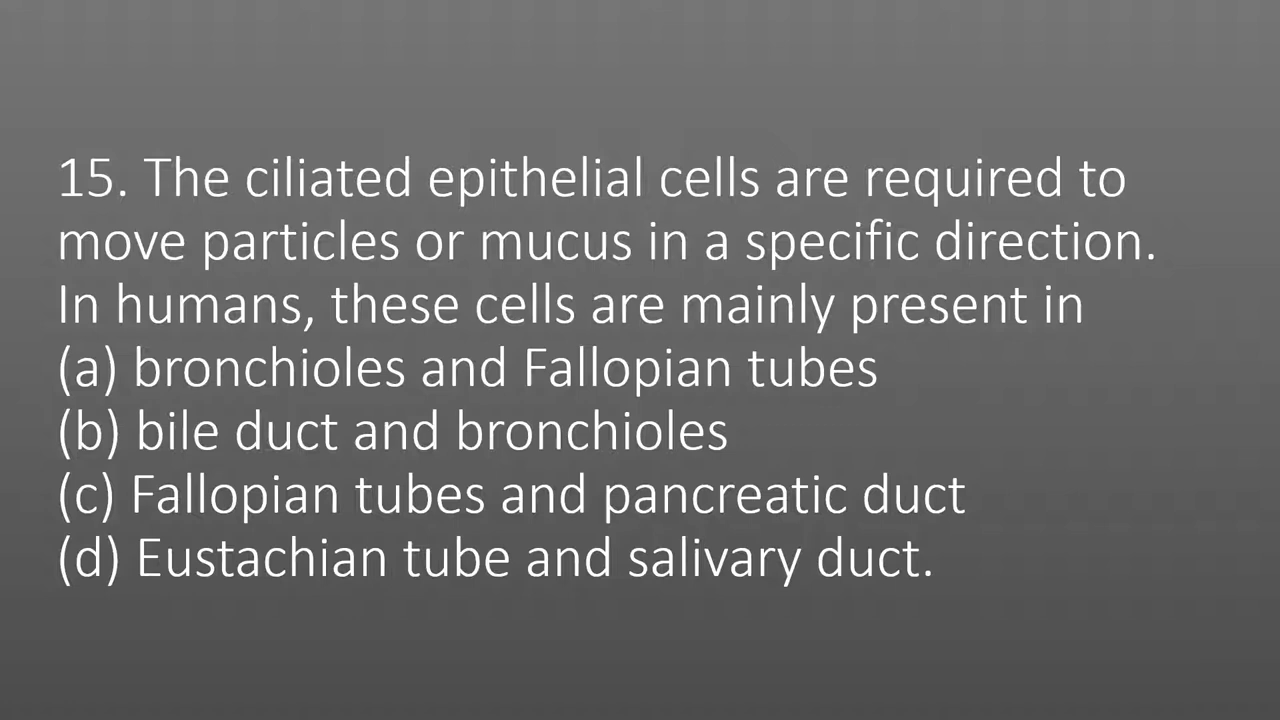 15. The ciliated epithelial cells are required to
move particles or mucus in a specific direction.
In humans, these cells are mainly present in
(a) bronchioles and Fallopian tubes
(b) bile duct and bronchioles
(c) Fallopian tubes and pancreatic duct
(d) Eustachian tube and salivary duct.